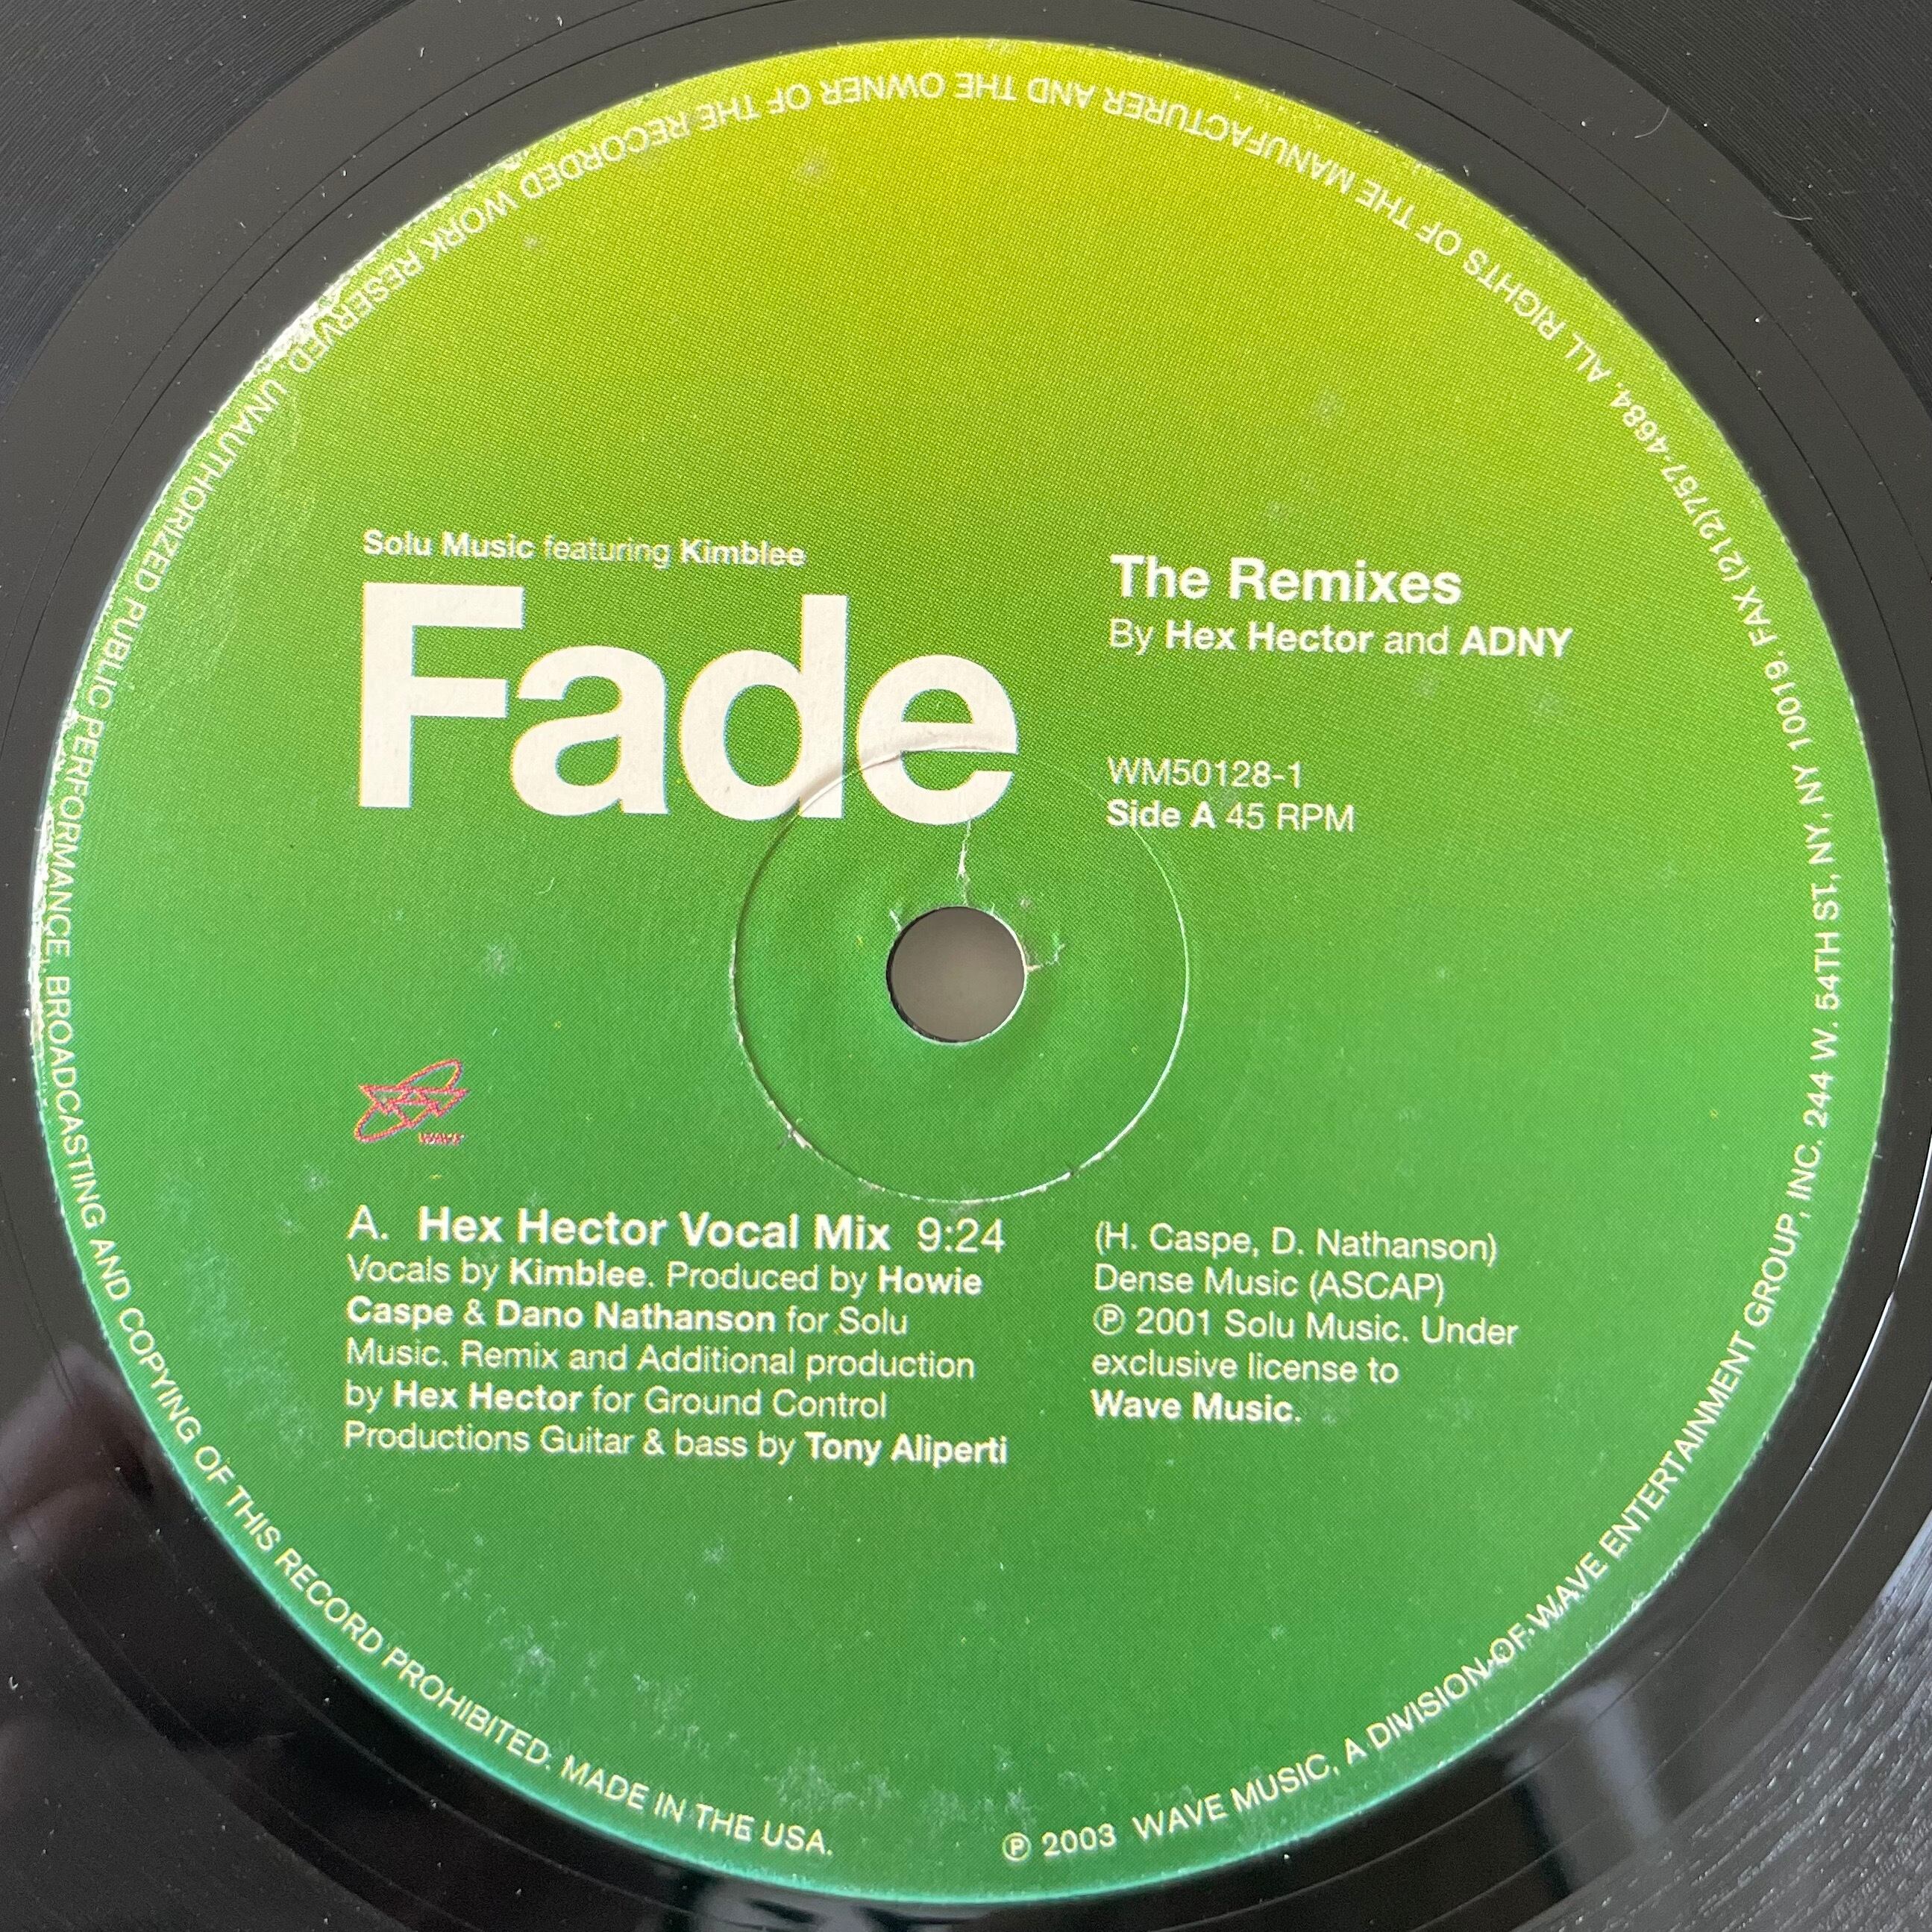 Solu Music featuring Kimblee
Fade
The Remixes
By Hex Hector and ADNY
WM50128-1
Side A 45 RPM
WAVE
A. Hex Hector Vocal Mix 9:24
Vocals by Kimblee. Produced by Howie
Caspe & Dano Nathanson for Solu
Music. Remix and Additional production
by Hex Hector for Ground Control
Productions Guitar & bass by Tony Aliperti
(H. Caspe, D. Nathanson)
Dense Music (ASCAP)
℗ 2001 Solu Music. Under
exclusive license to
Wave Music.
℗ 2003 WAVE MUSIC, A DIVISION OF WAVE ENTERTAINMENT GROUP, INC. 244 W. 54TH ST., NY, NY 10019. FAX (212)757-4684. ALL RIGHTS OF THE MANUFACTURER AND THE OWNER OF THE RECORDED WORK RESERVED. UNAUTHORIZED PUBLIC PERFORMANCE, BROADCASTING AND COPYING OF THIS RECORD PROHIBITED. MADE IN THE USA.